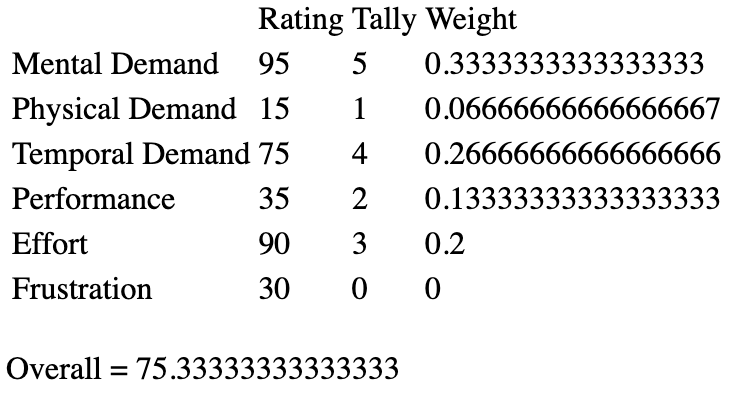 Rating Tally Weight
Mental Demand 95 5 0.3333333333333333
Physical Demand 15 1 0.06666666666666667
Temporal Demand 75 4 0.26666666666666666
Performance 35 2 0.13333333333333333
Effort 90 3 0.2
Frustration 30 0 0
Overall = 75.33333333333333